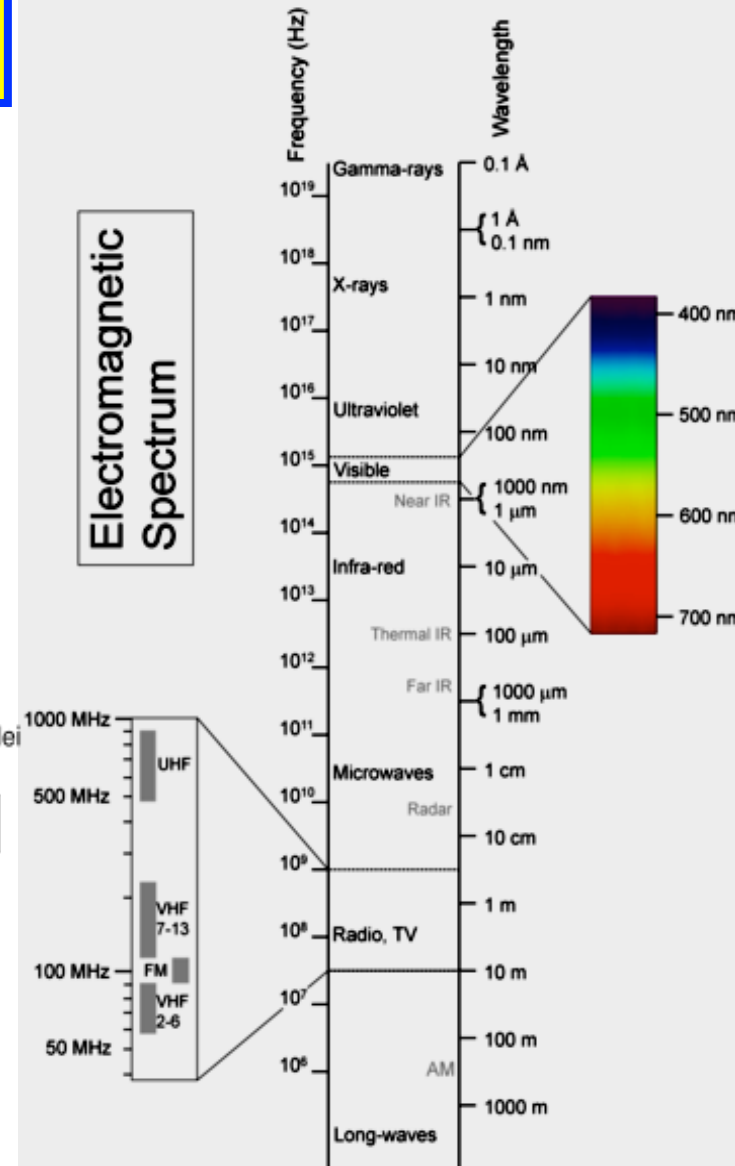 Frequency (Hz)
Wavelength
Electromagnetic
Spectrum
Gamma-rays
0.1 Å
10¹⁹
1 Å
0.1 nm
10¹⁸
X-rays
1 nm
10¹⁷
10 nm
10¹⁶
Ultraviolet
100 nm
10¹⁵
Visible
1000 nm
Near IR
1 µm
10¹⁴
Infra-red
10 µm
10¹³
Thermal IR
100 µm
10¹²
Far IR
1000 µm
1 mm
10¹¹
Microwaves
1 cm
10¹⁰
Radar
10 cm
10⁹
1 m
10⁸
Radio, TV
10 m
10⁷
100 m
10⁶
AM
1000 m
Long-waves
400 nm
500 nm
600 nm
700 nm
lei
1000 MHz
UHF
500 MHz
VHF
7-13
100 MHz
FM
VHF
2-6
50 MHz